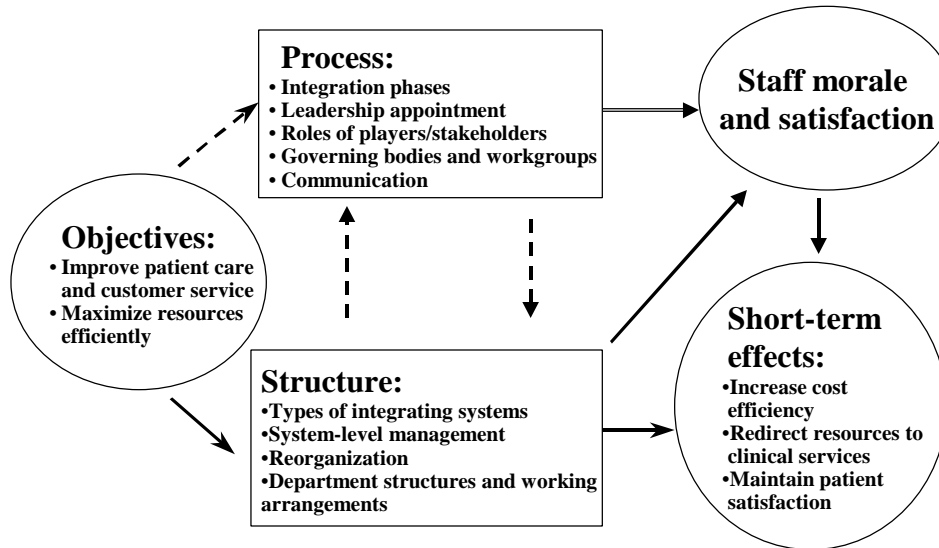 Process:
• Integration phases
• Leadership appointment
• Roles of players/stakeholders
• Governing bodies and workgroups
• Communication
Staff morale
and satisfaction
Objectives:
• Improve patient care
and customer service
• Maximize resources
efficiently
Structure:
•Types of integrating systems
•System-level management
•Reorganization
•Department structures and working
arrangements
Short-term
effects:
•Increase cost
efficiency
•Redirect resources to
clinical services
•Maintain patient
satisfaction